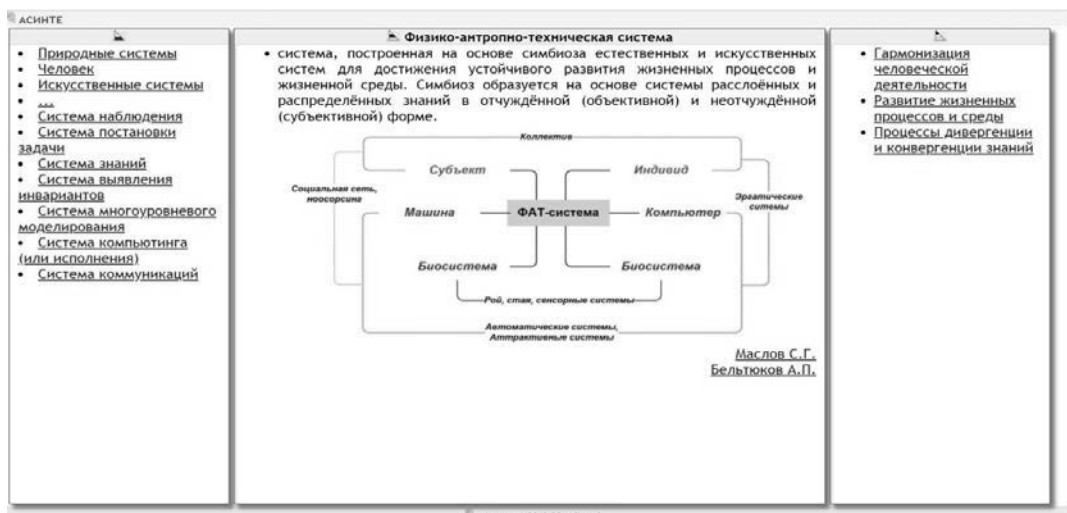 АСИНТЕ
Природные системы
Человек
Искусственные системы
...
Система наблюдения
Система постановки
задачи
Система знаний
Система выявления
инвариантов
Система многоуровневого
моделирования
Система компьютинга
(или исполнения)
Система коммуникаций
Физико-антропно-техническая система
система, построенная на основе симбиоза естественных и искусственных
систем для достижения устойчивого развития жизненных процессов и
жизненной среды. Симбиоз образуется на основе системы расслоённых и
распределённых знаний в отчуждённой (объективной) и неотчуждённой
(субъективной) форме.
Коллектив
Субъект
Индивид
Социальная сеть,
ноосорсинг
Эргатические
ситемы
Машина
ФАТ-система
Компьютер
Биосистема
Биосистема
Рой, стая, сенсорные системы
Автоматические системы,
Аттрактивные системы
Маслов С.Г.
Бельтюков А.П.
Гармонизация
человеческой
деятельности
Развитие жизненных
процессов и среды
Процессы дивергенции
и конвергенции знаний